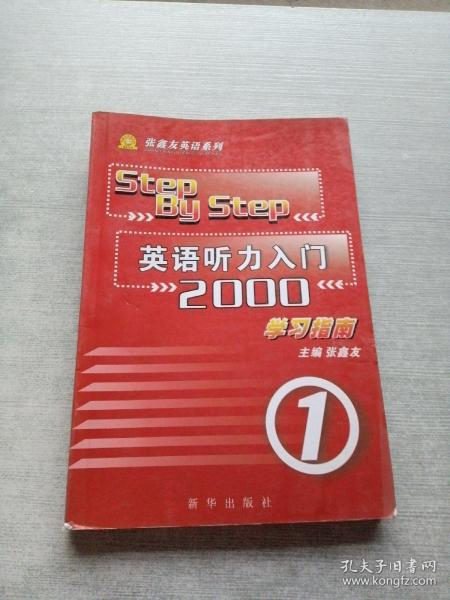 张鑫友英语系列
Step
By Step
英语听力入门
2000
学习指南
主编 张鑫友
1
新华出版社
孔夫子旧书网
www.kongfz.com